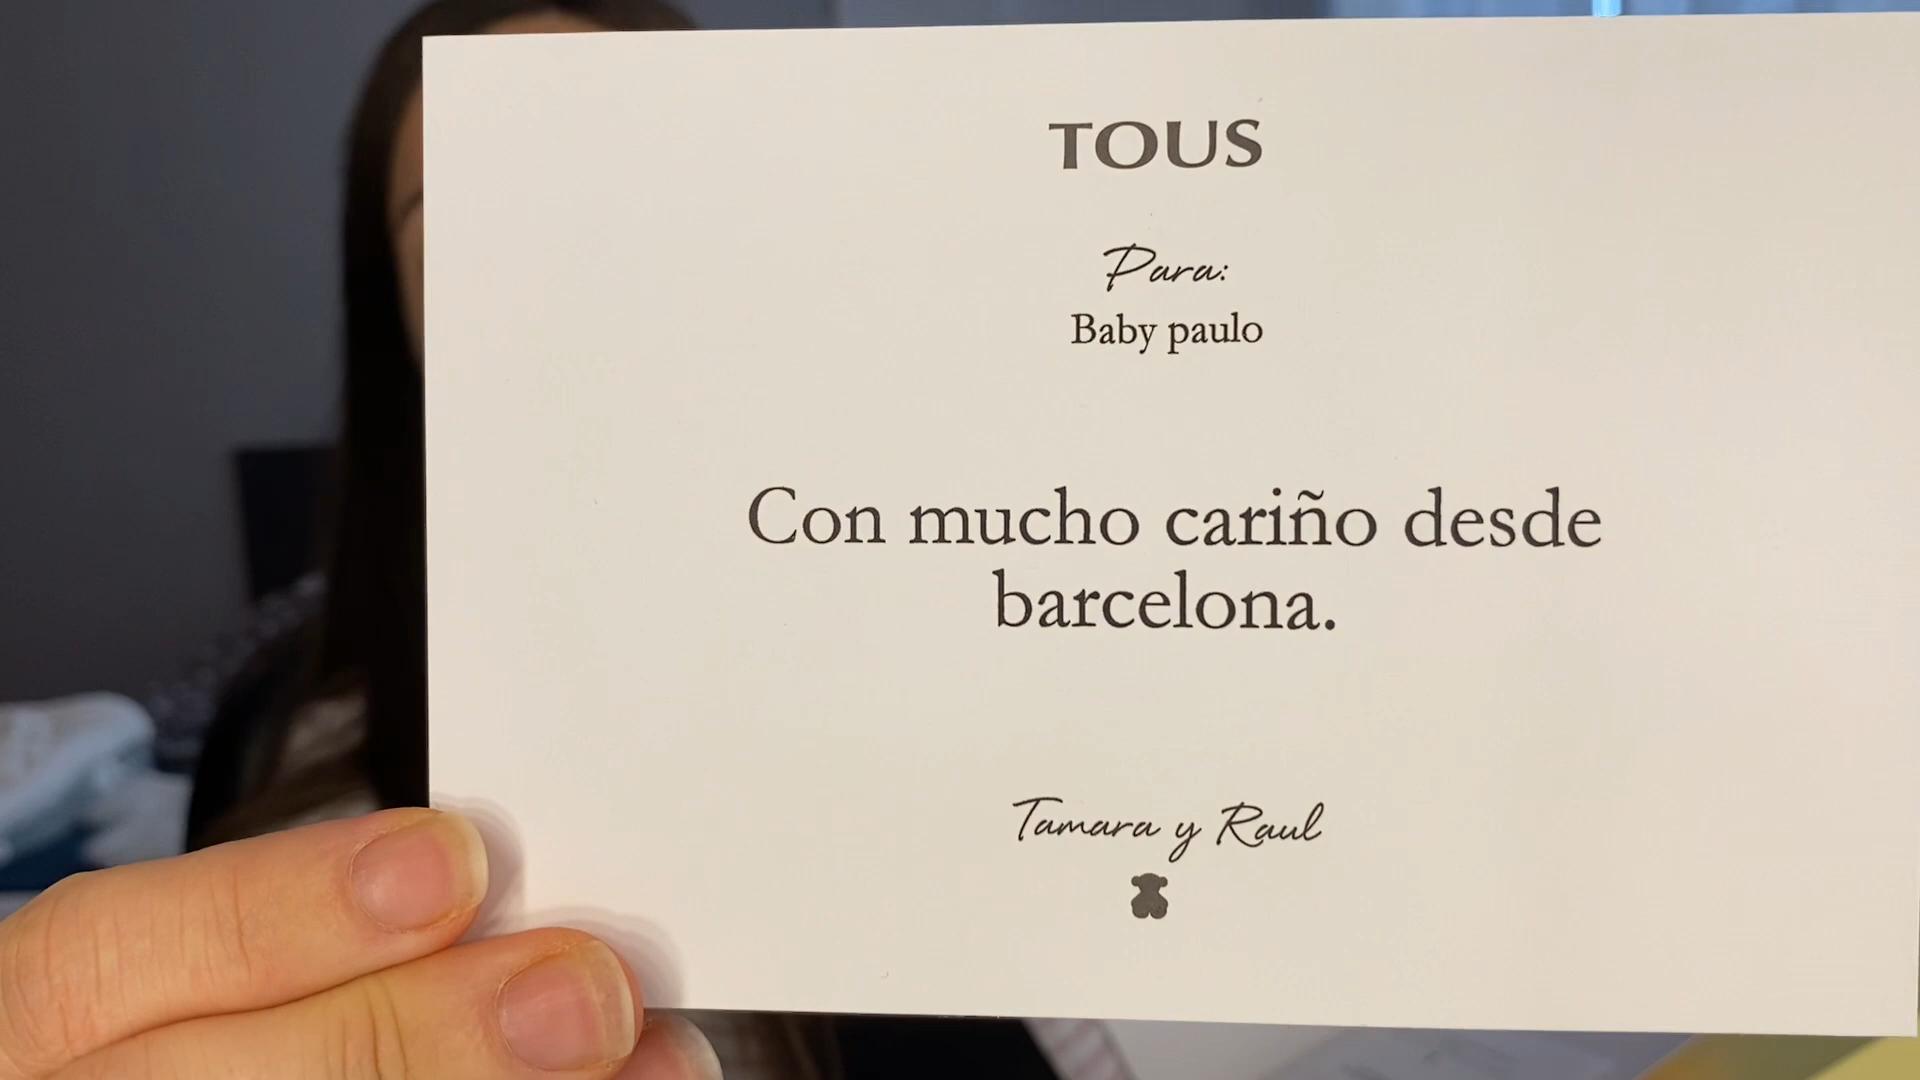 TOUS
Para:
Baby paulo
Con mucho cariño desde
barcelona.
Tamara y Raul